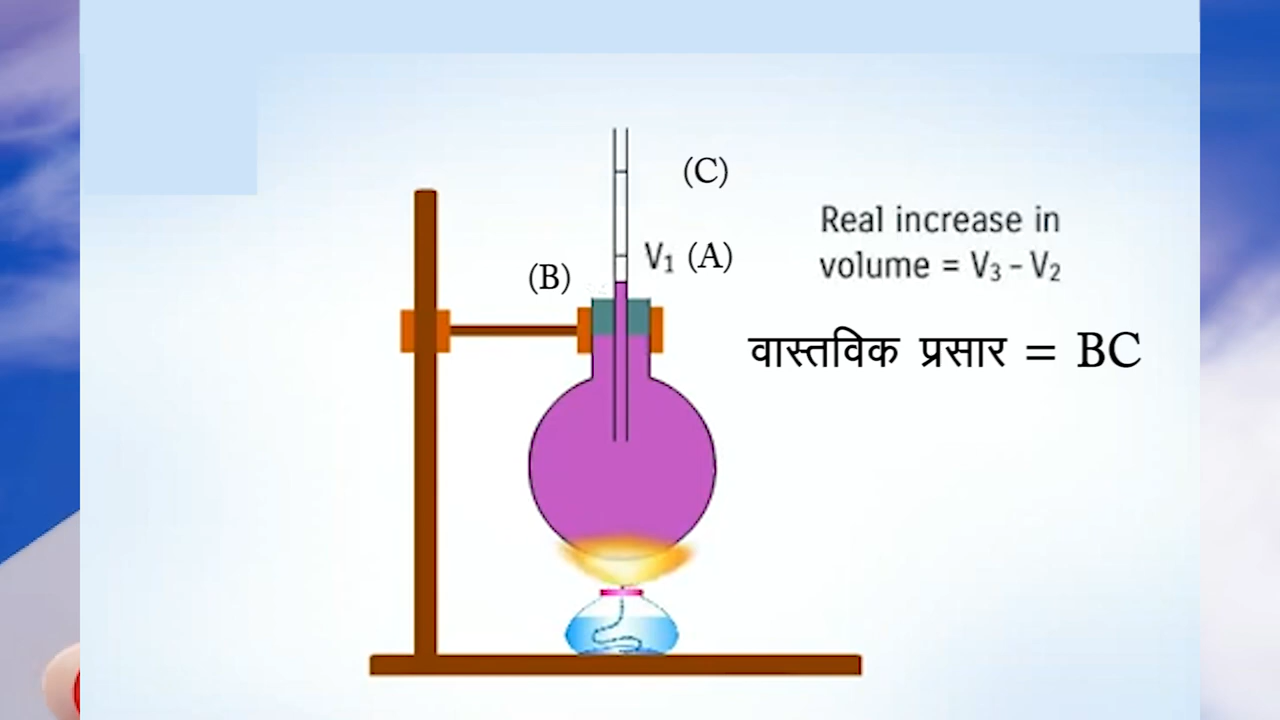 (C)
V₁ (A)
(B)
Real increase in
volume = V₃ – V₂
वास्तविक प्रसार = BC